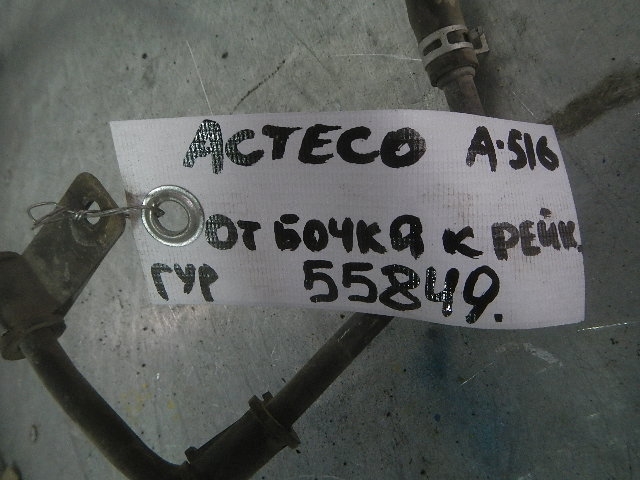 ACTECO A-516
ОТ БОЧКА К РЕЙК.
ГУР 55849.